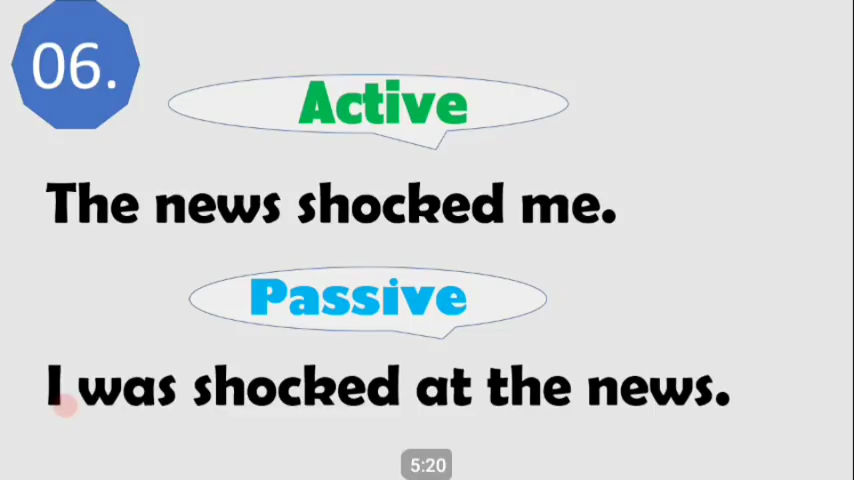 06.
Active
The news shocked me.
Passive
I was shocked at the news.
5:20